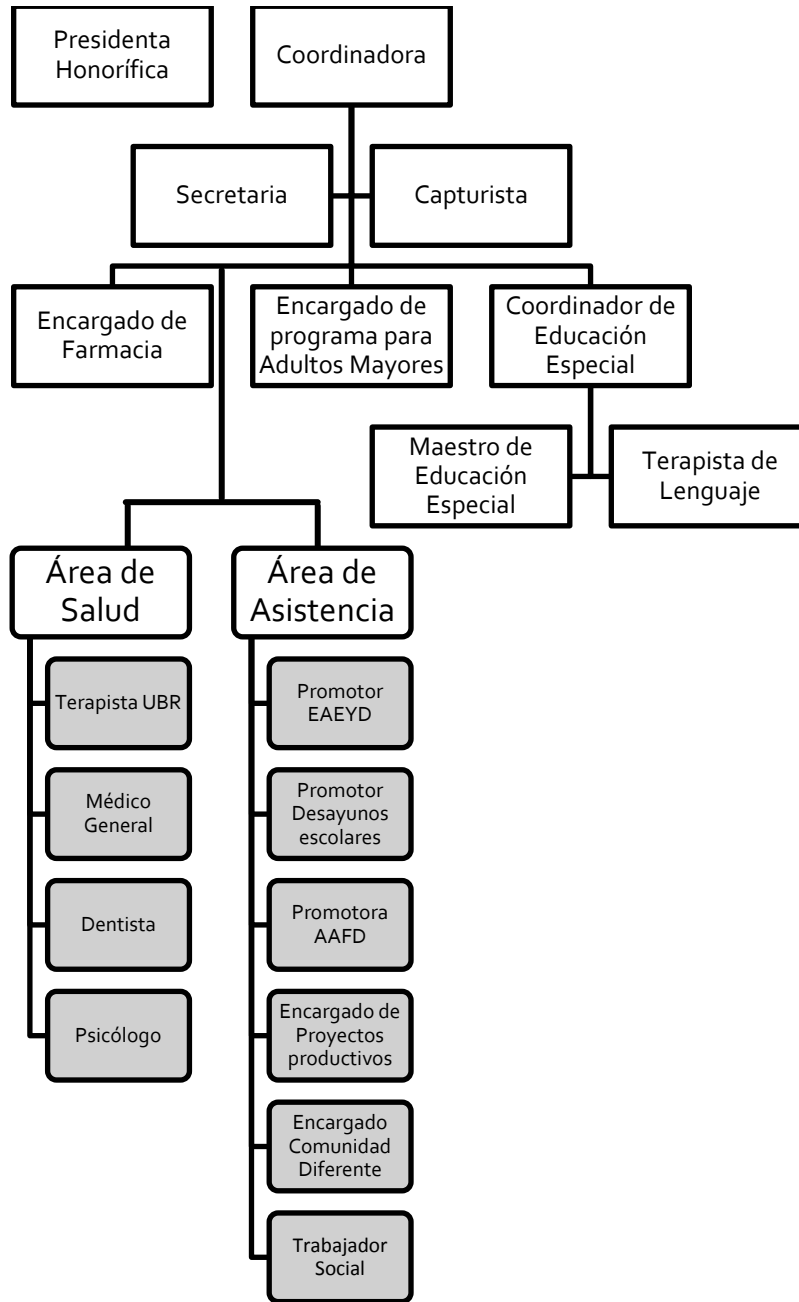 Presidenta
Honorífica
Coordinadora
Secretaria
Capturista
Encargado de
Farmacia
Encargado de
programa para
Adultos Mayores
Coordinador de
Educación
Especial
Maestro de
Educación
Especial
Terapista de
Lenguaje
Área de
Salud
Terapista UBR
Médico
General
Dentista
Psicólogo
Área de
Asistencia
Promotor
EAEYD
Promotor
Desayunos
escolares
Promotora
AAFD
Encargado de
Proyectos
productivos
Encargado
Comunidad
Diferente
Trabajador
Social